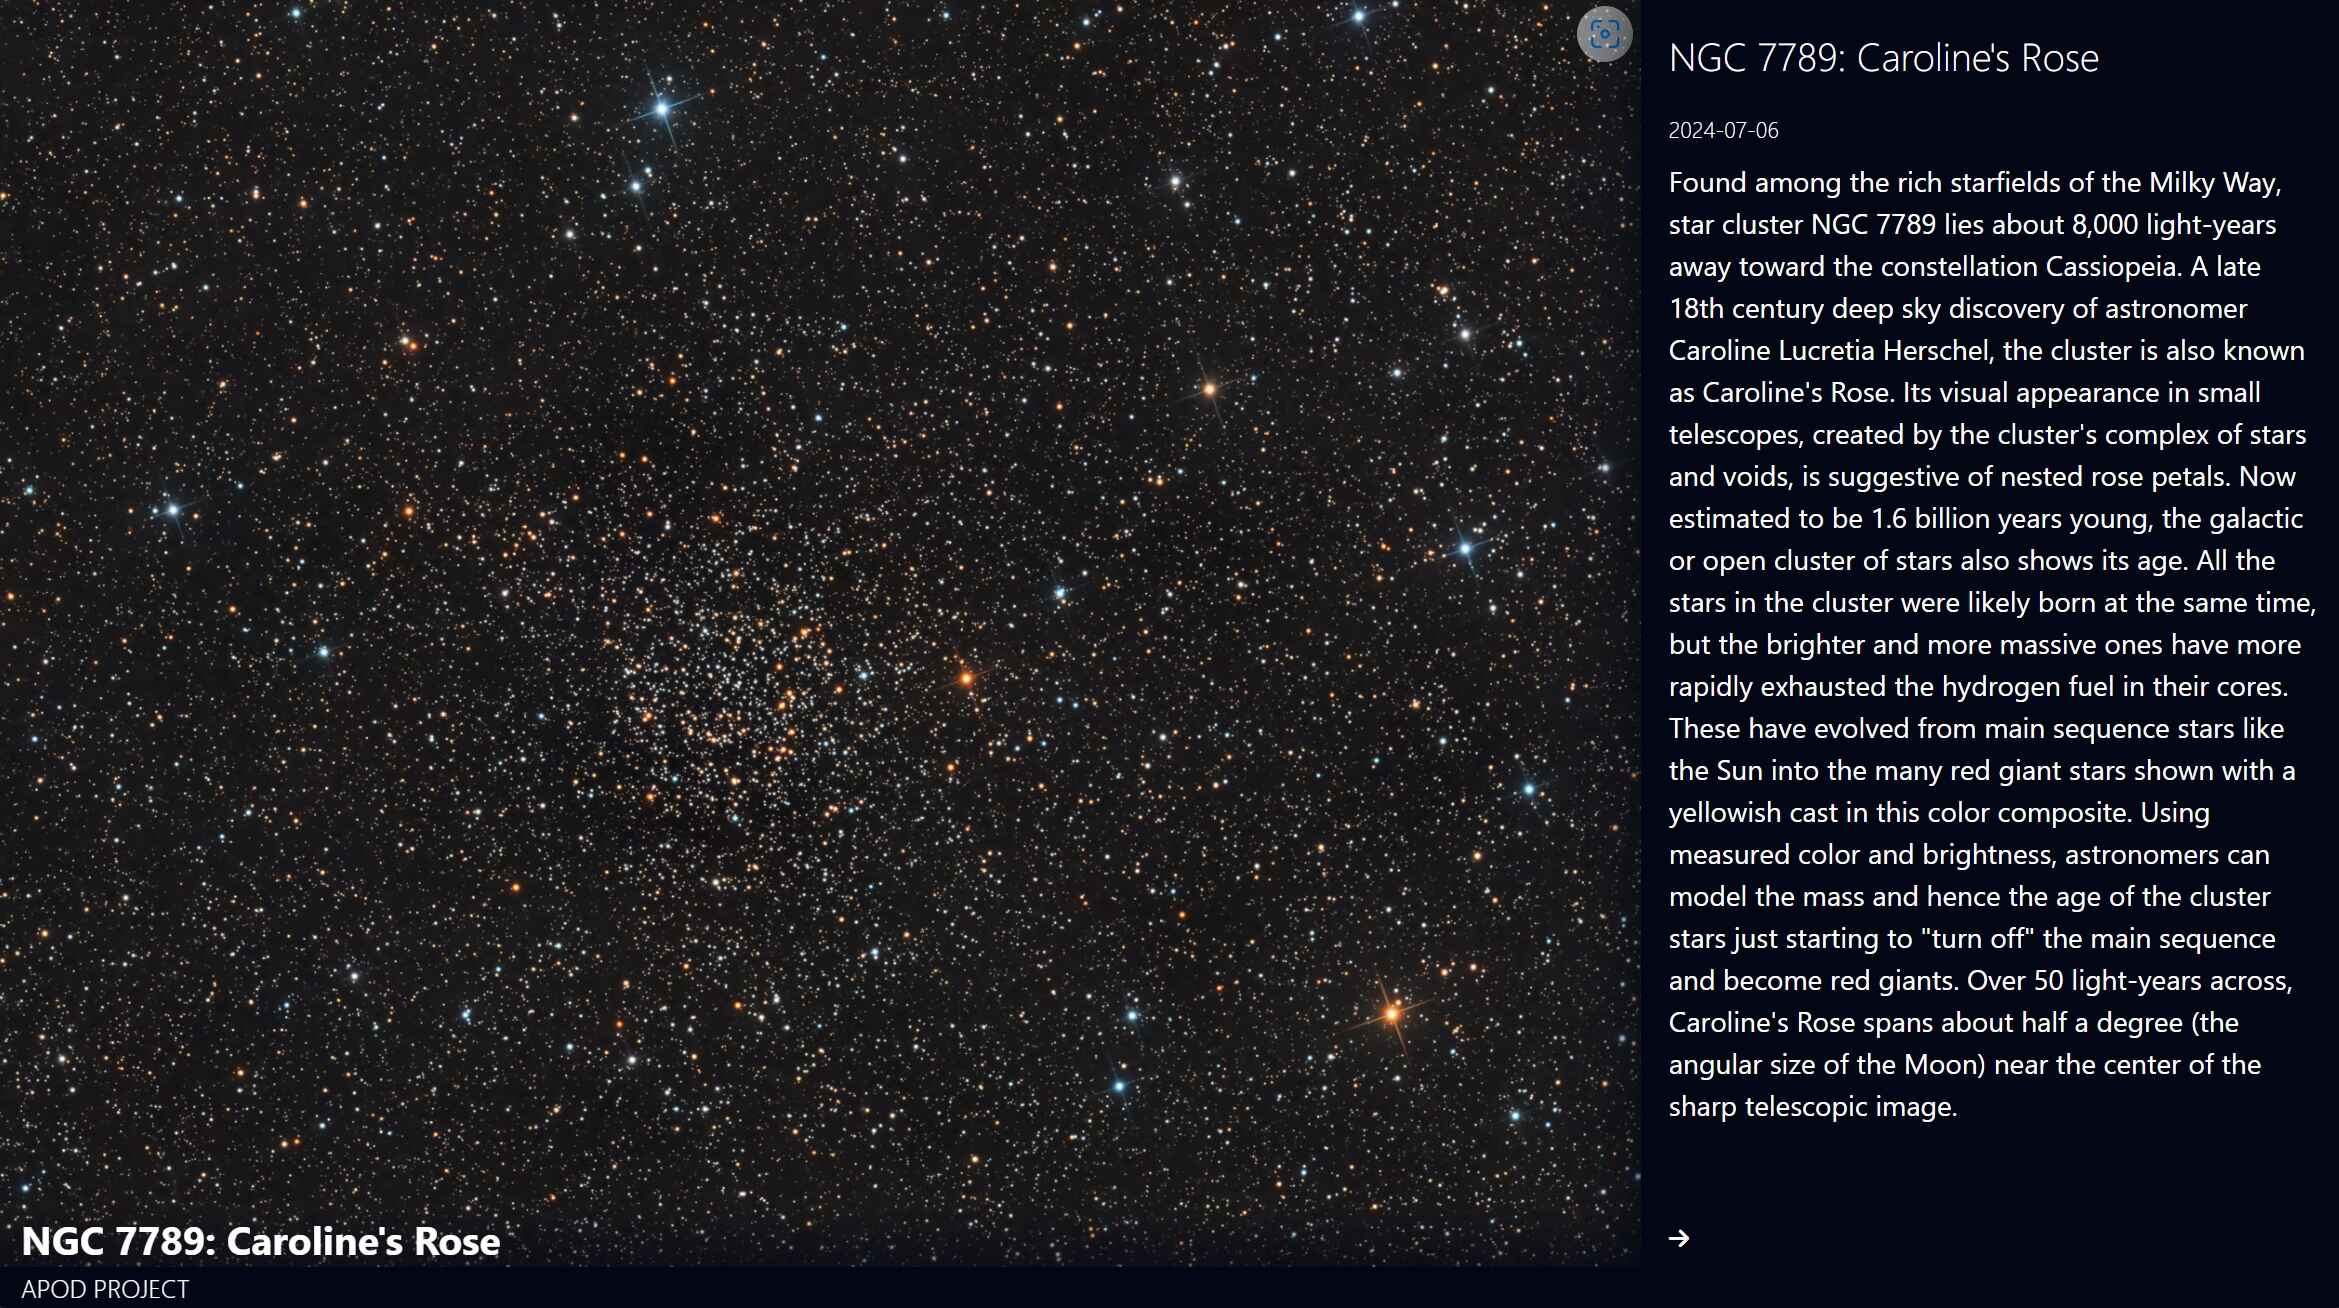 NGC 7789: Caroline's Rose
2024-07-06
Found among the rich starfields of the Milky Way,
star cluster NGC 7789 lies about 8,000 light-years
away toward the constellation Cassiopeia. A late
18th century deep sky discovery of astronomer
Caroline Lucretia Herschel, the cluster is also known
as Caroline's Rose. Its visual appearance in small
telescopes, created by the cluster's complex of stars
and voids, is suggestive of nested rose petals. Now
estimated to be 1.6 billion years young, the galactic
or open cluster of stars also shows its age. All the
stars in the cluster were likely born at the same time,
but the brighter and more massive ones have more
rapidly exhausted the hydrogen fuel in their cores.
These have evolved from main sequence stars like
the Sun into the many red giant stars shown with a
yellowish cast in this color composite. Using
measured color and brightness, astronomers can
model the mass and hence the age of the cluster
stars just starting to "turn off" the main sequence
and become red giants. Over 50 light-years across,
Caroline's Rose spans about half a degree (the
angular size of the Moon) near the center of the
sharp telescopic image.
NGC 7789: Caroline's Rose
APOD PROJECT